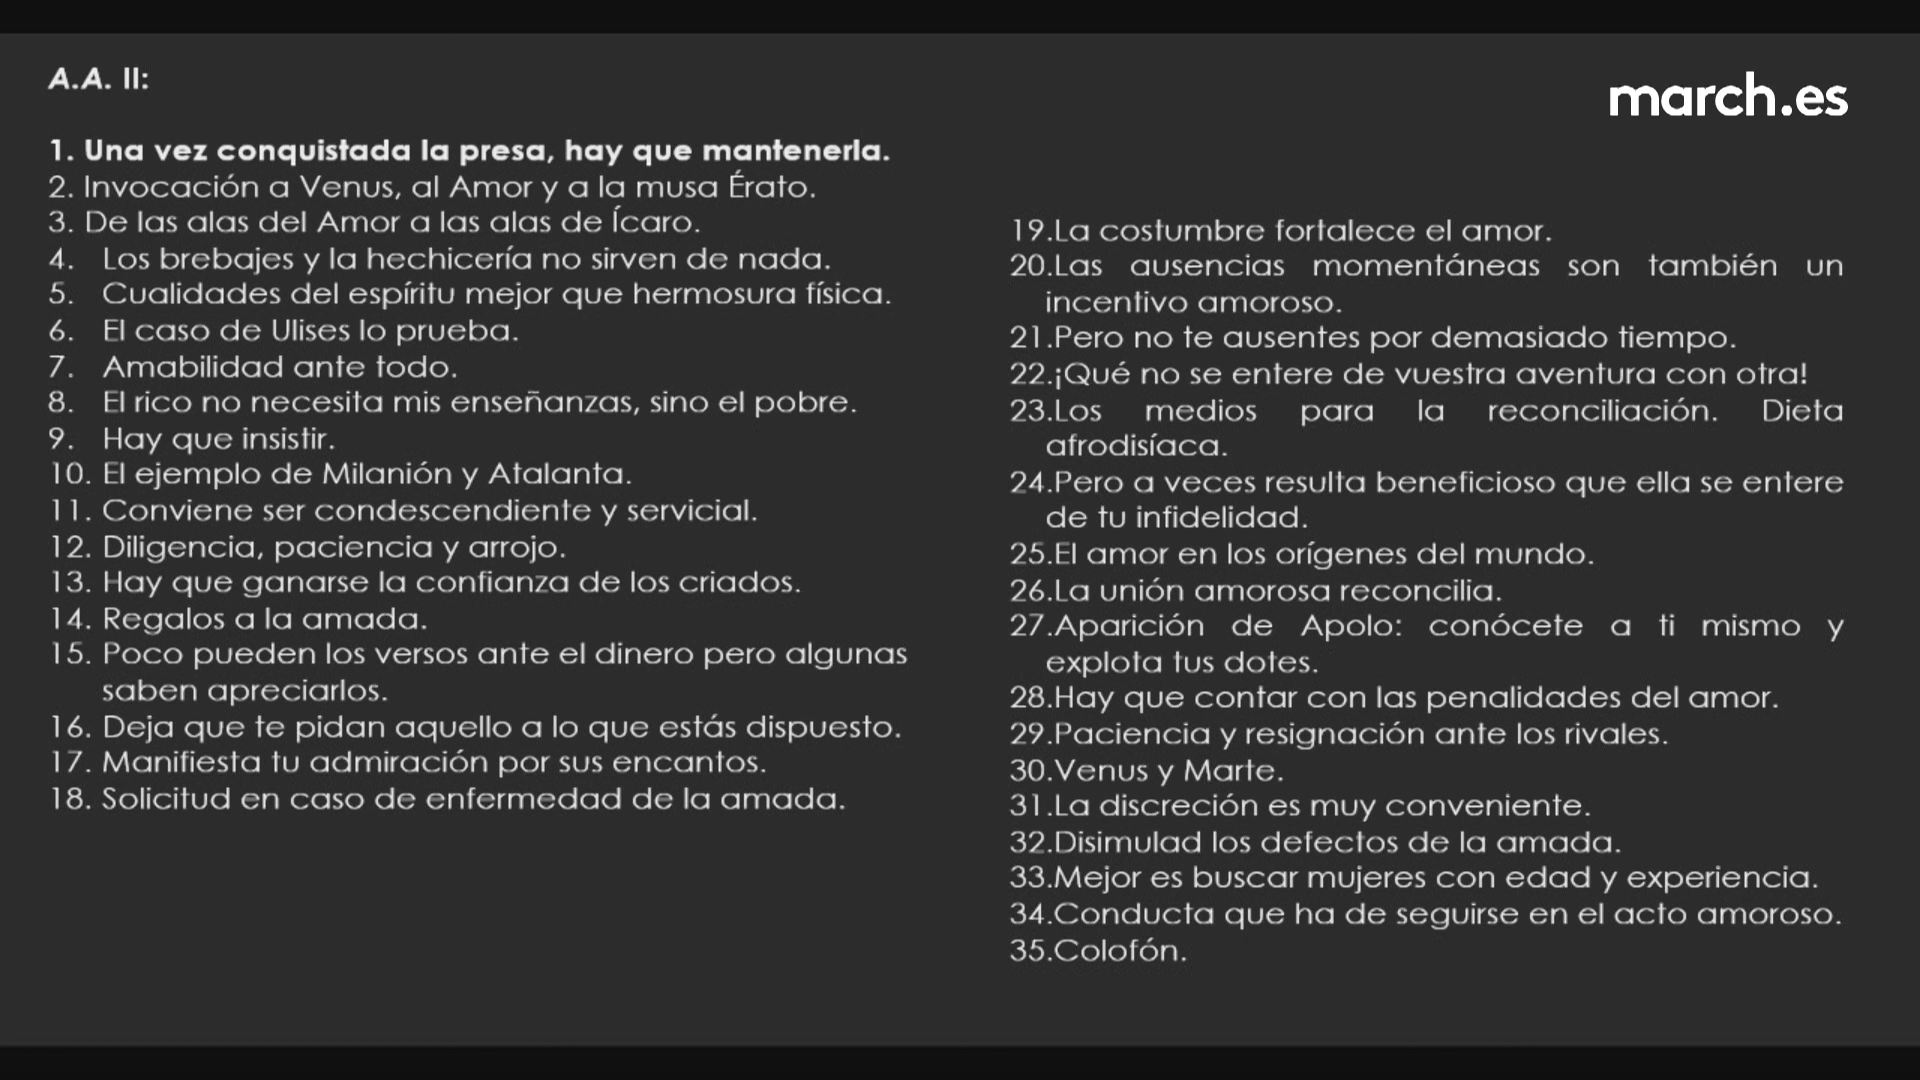 A.A. II:
march.es
1. Una vez conquistada la presa, hay que mantenerla.
2. Invocación a Venus, al Amor y a la musa Érato.
3. De las alas del Amor a las alas de Ícaro.
4. Los brebajes y la hechicería no sirven de nada.
5. Cualidades del espíritu mejor que hermosura física.
6. El caso de Ulises lo prueba.
7. Amabilidad ante todo.
8. El rico no necesita mis enseñanzas, sino el pobre.
9. Hay que insistir.
10. El ejemplo de Milanión y Atalanta.
11. Conviene ser condescendiente y servicial.
12. Diligencia, paciencia y arrojo.
13. Hay que ganarse la confianza de los criados.
14. Regalos a la amada.
15. Poco pueden los versos ante el dinero pero algunas
saben apreciarlos.
16. Deja que te pidan aquello a lo que estás dispuesto.
17. Manifiesta tu admiración por sus encantos.
18. Solicitud en caso de enfermedad de la amada.
19.La costumbre fortalece el amor.
20.Las ausencias momentáneas son también un
incentivo amoroso.
21.Pero no te ausentes por demasiado tiempo.
22.¡Qué no se entere de vuestra aventura con otra!
23.Los medios para la reconciliación. Dieta
afrodisíaca.
24.Pero a veces resulta beneficioso que ella se entere
de tu infidelidad.
25.El amor en los orígenes del mundo.
26.La unión amorosa reconcilia.
27.Aparición de Apolo: conócete a ti mismo y
explota tus dotes.
28.Hay que contar con las penalidades del amor.
29.Paciencia y resignación ante los rivales.
30.Venus y Marte.
31.La discreción es muy conveniente.
32.Disimulad los defectos de la amada.
33.Mejor es buscar mujeres con edad y experiencia.
34.Conducta que ha de seguirse en el acto amoroso.
35.Colofón.